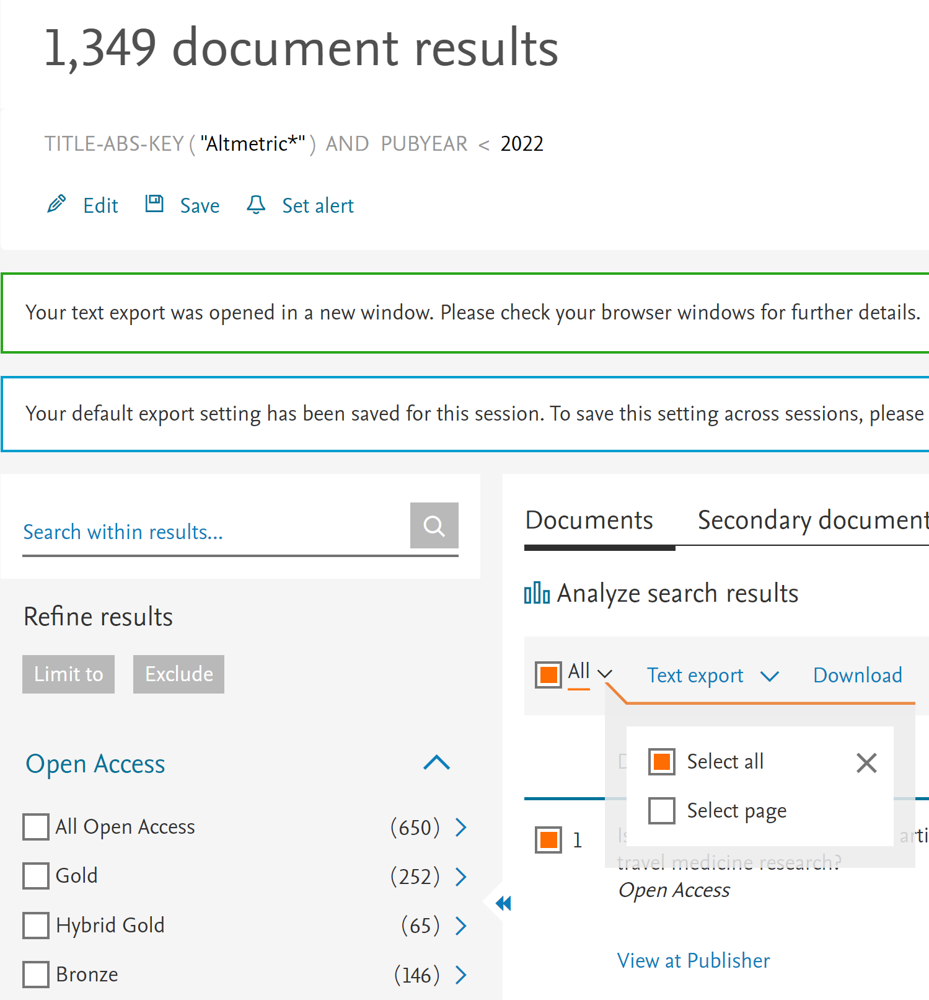 1,349 document results
TITLE-ABS-KEY ( "Altmetric*" ) AND PUBYEAR < 2022
Edit Save Set alert
Your text export was opened in a new window. Please check your browser windows for further details.
Your default export setting has been saved for this session. To save this setting across sessions, please
Search within results...
Refine results
Limit to Exclude
Open Access
All Open Access (650)
Gold (252)
Hybrid Gold (65)
Bronze (146)
Documents Secondary document
Analyze search results
All Text export Download
Select all
Select page
1
travel medicine research?
Open Access
View at Publisher